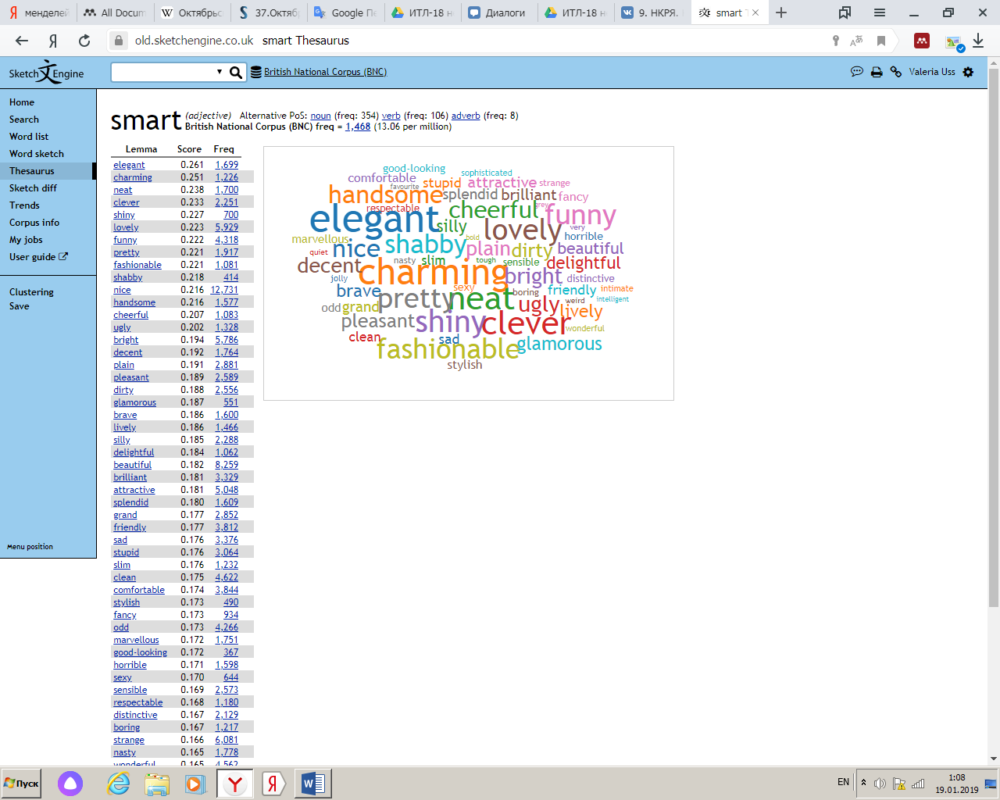 менделей
All Docum
Октябрьс
37.Октяб
Google Пе
ИТЛ-18 н
Диалоги
ИТЛ-18 н
9. НКРЯ.
smart T
old.sketchengine.co.uk smart Thesaurus
Sketch Engine
British National Corpus (BNC)
Valeria Uss
Home
Search
Word list
Word sketch
Thesaurus
Sketch diff
Trends
Corpus info
My jobs
User guide
Clustering
Save
Menu position
smart (adjective) Alternative PoS: noun (freq: 354) verb (freq: 106) adverb (freq: 8)
British National Corpus (BNC) freq = 1,468 (13.06 per million)
Lemma Score Freq
elegant 0.261 1,699
charming 0.251 1,226
neat 0.238 1,700
clever 0.233 2,251
shiny 0.227 700
lovely 0.223 5,929
funny 0.222 4,318
pretty 0.221 1,917
fashionable 0.221 1,081
shabby 0.218 414
nice 0.216 12,731
handsome 0.216 1,577
cheerful 0.207 1,083
ugly 0.202 1,328
bright 0.194 5,786
decent 0.192 1,764
plain 0.191 2,881
pleasant 0.189 2,589
dirty 0.188 2,556
glamorous 0.187 551
brave 0.186 1,600
lively 0.186 1,466
silly 0.185 2,288
delightful 0.184 1,062
beautiful 0.182 8,259
brilliant 0.181 3,329
attractive 0.181 5,048
splendid 0.180 1,609
grand 0.177 2,852
friendly 0.177 3,812
sad 0.176 3,376
stupid 0.176 3,064
slim 0.176 1,232
clean 0.175 4,622
comfortable 0.174 3,844
stylish 0.173 490
fancy 0.173 934
odd 0.173 4,266
marvellous 0.172 1,751
good-looking 0.172 367
horrible 0.171 1,598
sexy 0.170 644
sensible 0.169 2,573
respectable 0.168 1,180
distinctive 0.167 2,129
boring 0.167 1,217
strange 0.166 6,081
nasty 0.165 1,778
wonderful 0.165 4,562
good-looking
sophisticated
comfortable
favourite
stupid
attractive
strange
handsome
splendid
brilliant
fancy
respectable
cheerful
grey
funny
elegant
silly
lovely
very
marvellous
bold
horrible
quiet
nice
shabby
plain
dirty
beautiful
decent
nasty
slim
tough
sensible
delightful
jolly
charming
bright
distinctive
brave
sexy
boring
friendly
intimate
pretty
neat
ugly
weird
intelligent
odd
grand
lively
pleasant
shiny
clever
wonderful
clean
sad
fashionable
glamorous
stylish
Пуск
EN
1:08
19.01.2019